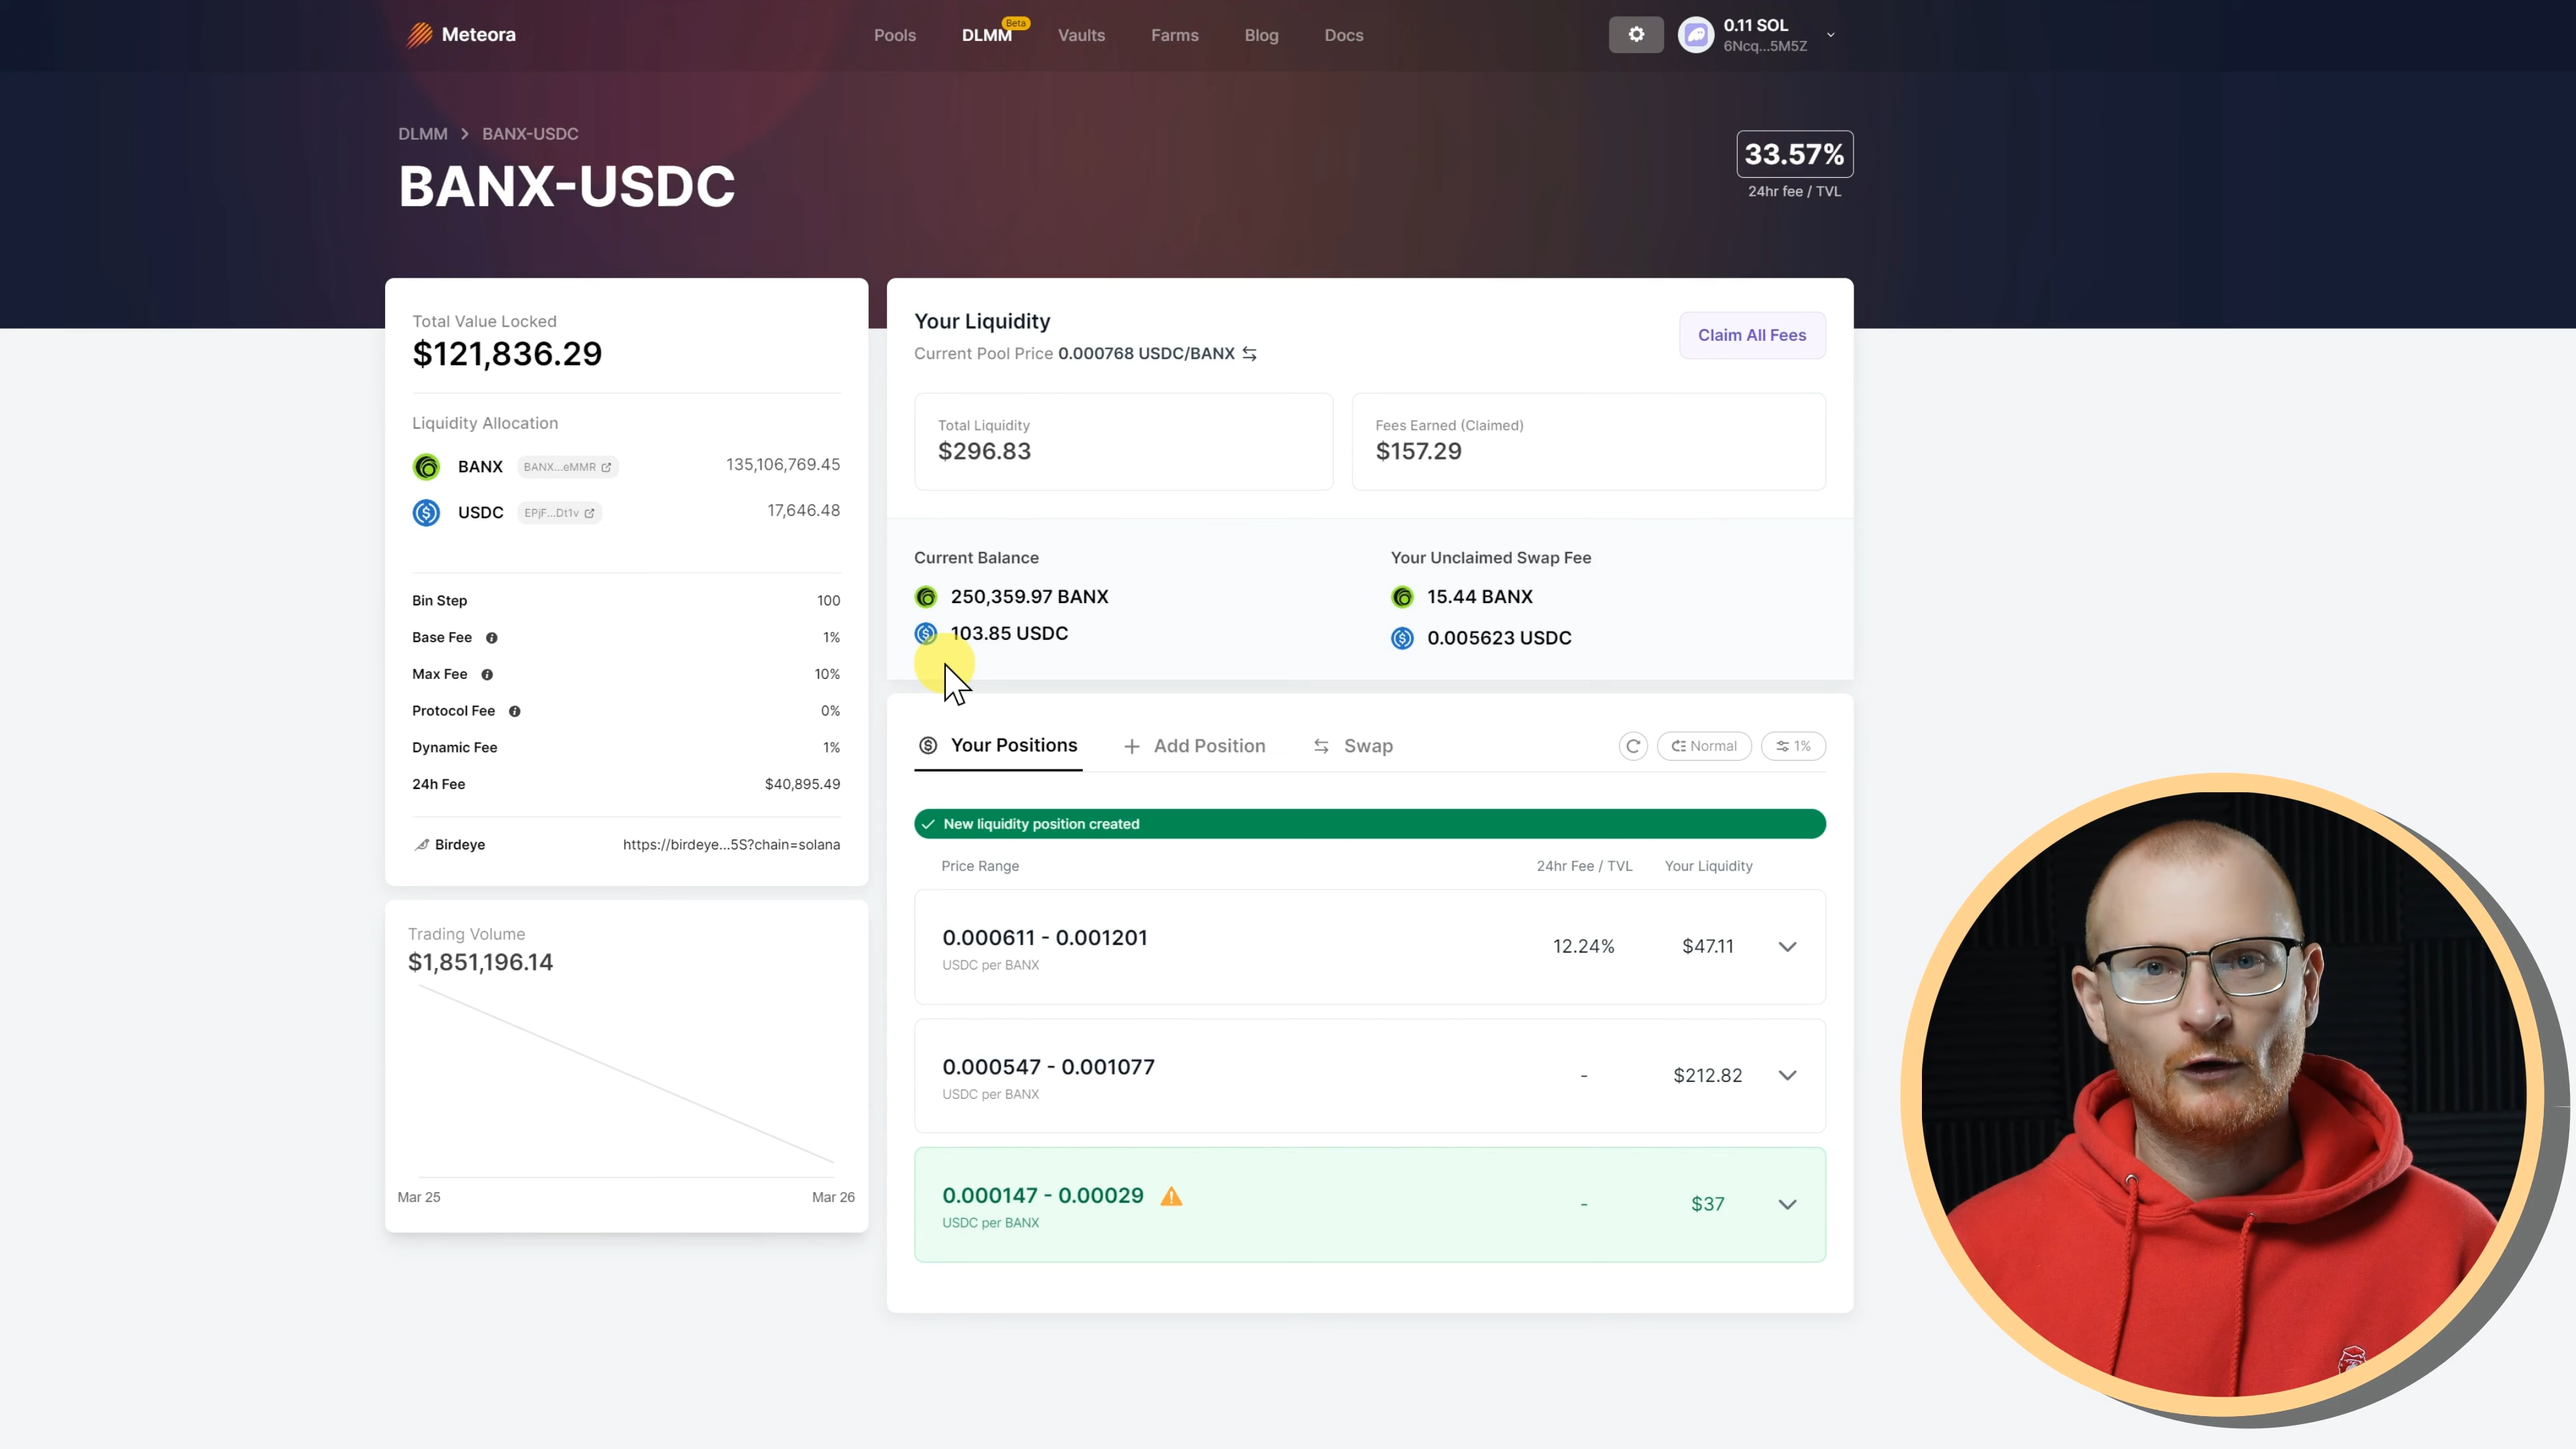 Meteora
Pools
DLMM
Beta
Vaults
Farms
Blog
Docs
0.11 SOL
6Ncq...5M5Z
DLMM > BANX-USDC
BANX-USDC
33.57%
24hr fee / TVL
Total Value Locked
$121,836.29
Liquidity Allocation
BANX BANX...eMMR 135,106,769.45
USDC EPjF...Dt1v 17,646.48
Bin Step 100
Base Fee 1%
Max Fee 10%
Protocol Fee 0%
Dynamic Fee 1%
24h Fee $40,895.49
Birdeye https://birdeye...5S?chain=solana
Trading Volume
$1,851,196.14
Mar 25 Mar 26
Your Liquidity
Current Pool Price 0.000768 USDC/BANX
Claim All Fees
Total Liquidity
$296.83
Fees Earned (Claimed)
$157.29
Current Balance
250,359.97 BANX
103.85 USDC
Your Unclaimed Swap Fee
15.44 BANX
0.005623 USDC
Your Positions
+ Add Position
Swap
Normal
1%
New liquidity position created
Price Range 24hr Fee / TVL Your Liquidity
0.000611 - 0.001201 12.24% $47.11
USDC per BANX
0.000547 - 0.001077 - $212.82
USDC per BANX
0.000147 - 0.00029 - $37
USDC per BANX